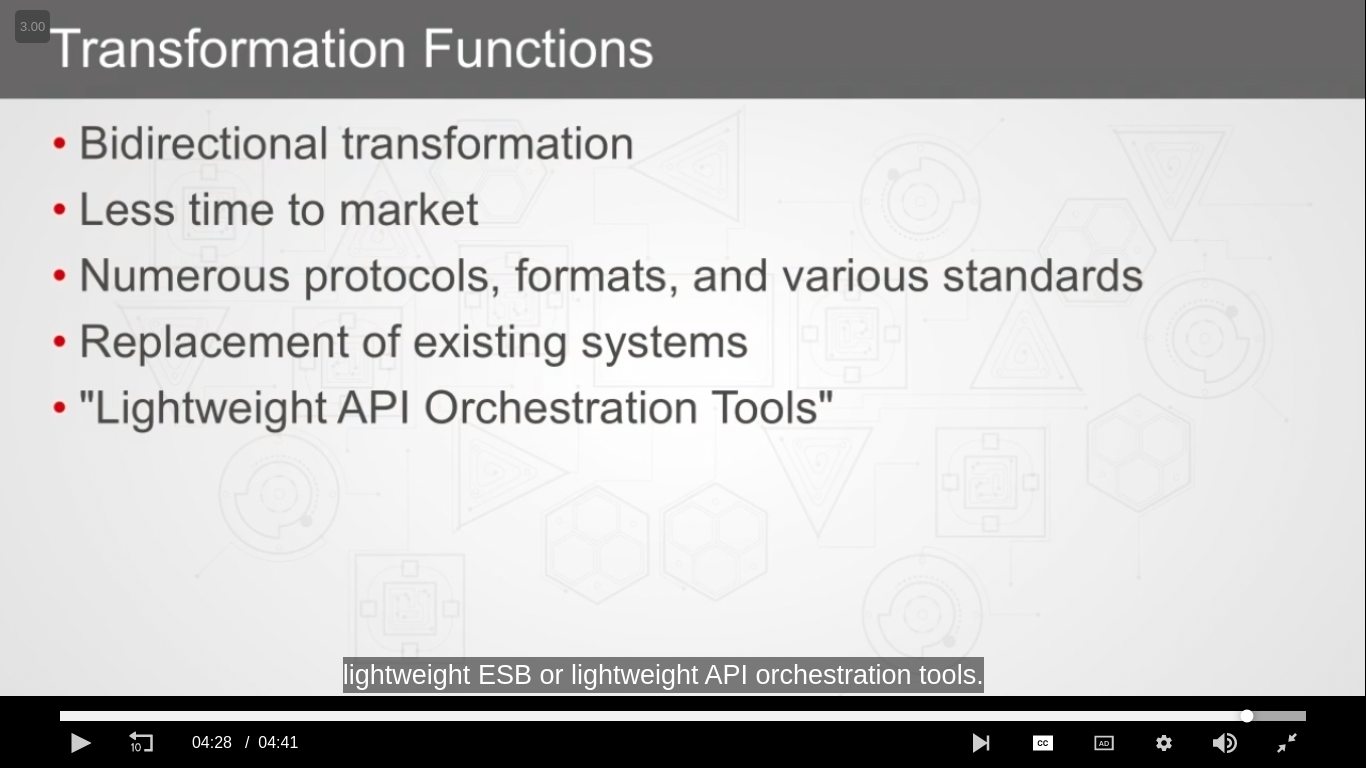 3.00
Transformation Functions
• Bidirectional transformation
• Less time to market
• Numerous protocols, formats, and various standards
• Replacement of existing systems
• "Lightweight API Orchestration Tools"
lightweight ESB or lightweight API orchestration tools.
10 04:28 / 04:41 CC AD